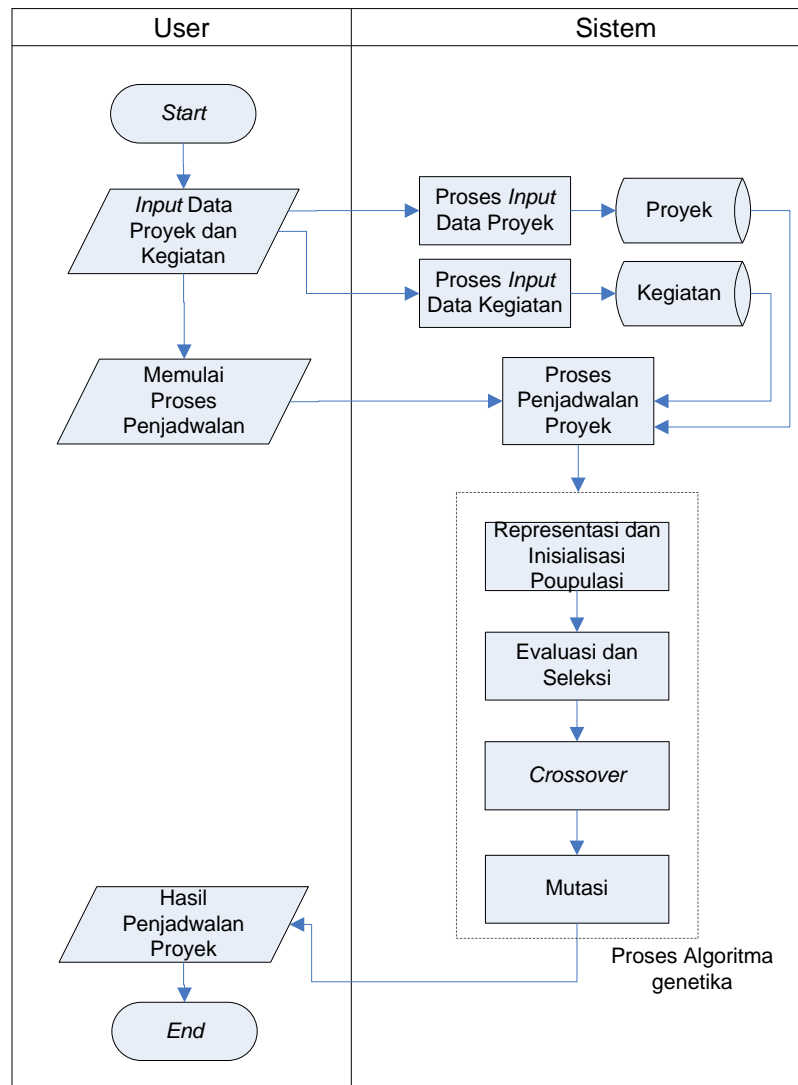 User
Sistem
Start
Input Data
Proyek dan
Kegiatan
Proses Input
Data Proyek
Proyek
Proses Input
Data Kegiatan
Kegiatan
Memulai
Proses
Penjadwalan
Proses
Penjadwalan
Proyek
Representasi dan
Inisialisasi
Poupulasi
Evaluasi dan
Seleksi
Crossover
Mutasi
Hasil
Penjadwalan
Proyek
Proses Algoritma
genetika
End